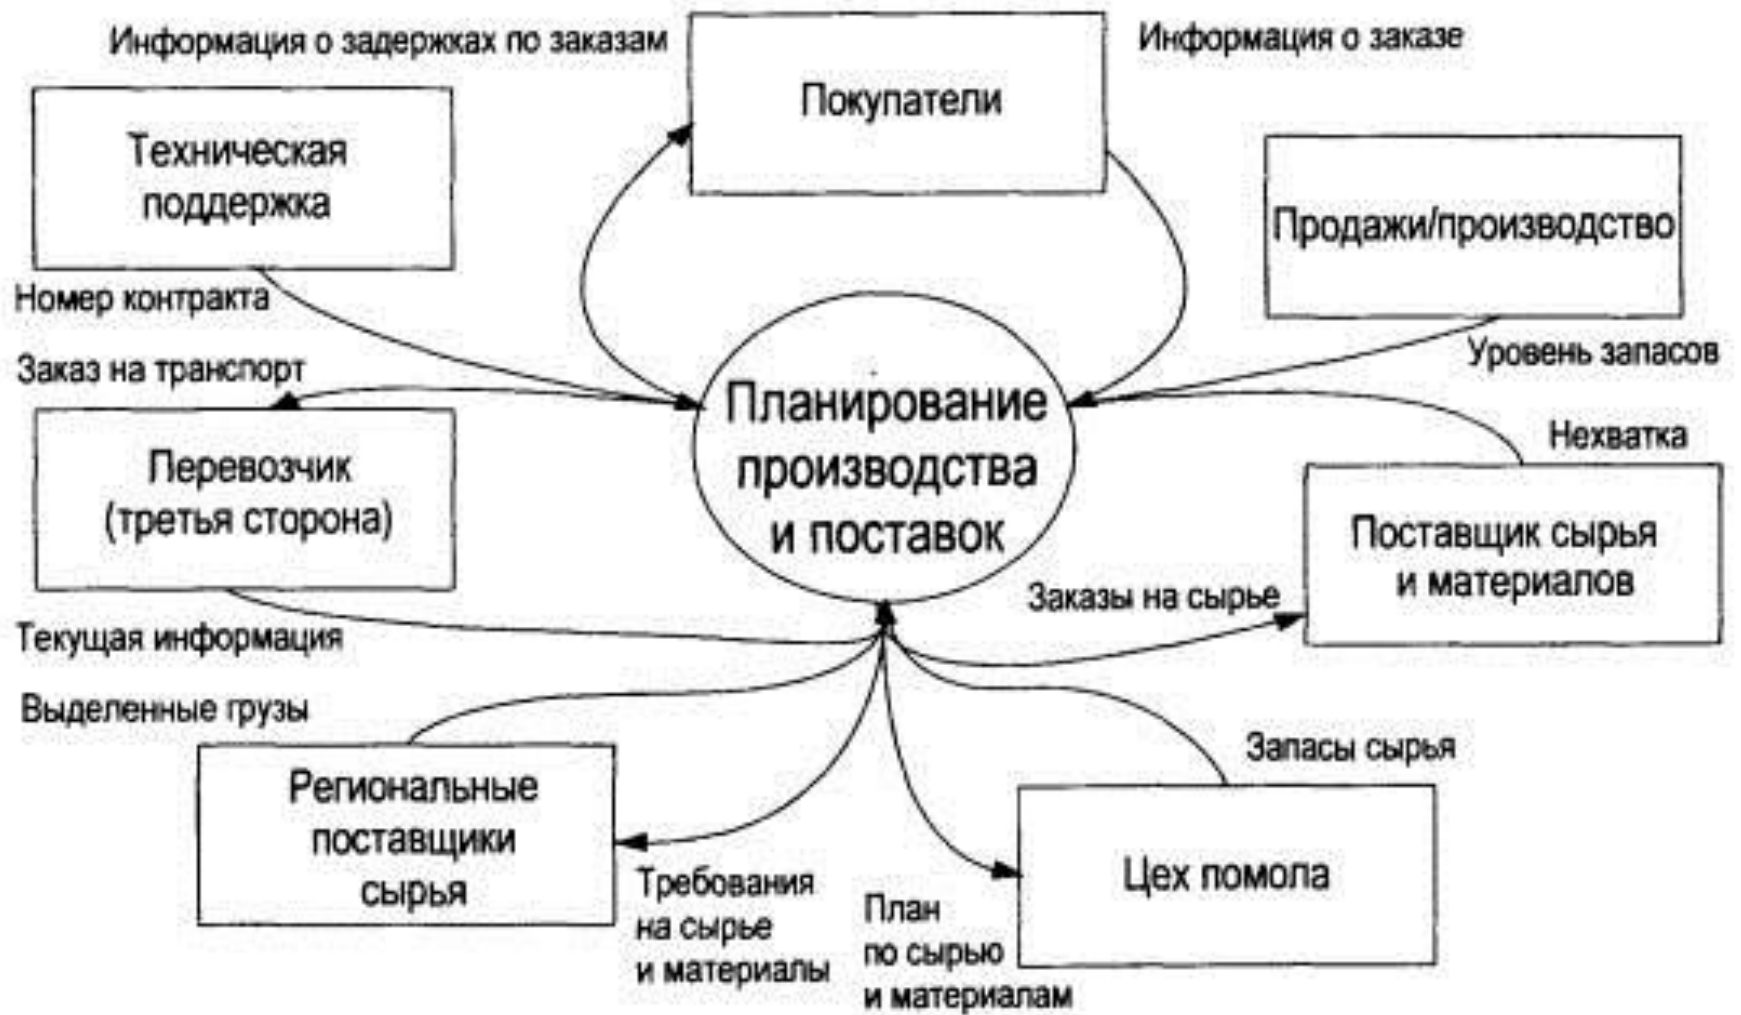 Информация о задержках по заказам
Информация о заказе
Покупатели
Техническая
поддержка
Продажи/производство
Номер контракта
Уровень запасов
Заказ на транспорт
Планирование
производства
и поставок
Нехватка
Перевозчик
(третья сторона)
Поставщик сырья
и материалов
Заказы на сырье
Текущая информация
Выделенные грузы
Запасы сырья
Региональные
поставщики
сырья
Цех помола
Требования
на сырье
и материалы
План
по сырью
и материалам